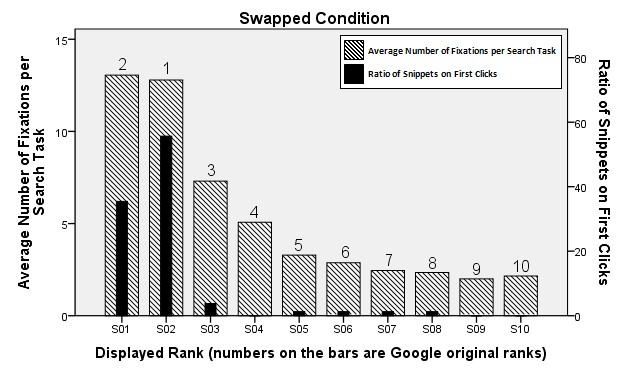 Swapped Condition
Average Number of Fixations per Search Task
Ratio of Snippets on First Clicks
Average Number of Fixations per
Search Task
15
10
5
0
2
1
3
4
5
6
7
8
9
10
80
60
40
20
0
Ratio of Snippets on First Clicks
S01 S02 S03 S04 S05 S06 S07 S08 S09 S10
Displayed Rank (numbers on the bars are Google original ranks)